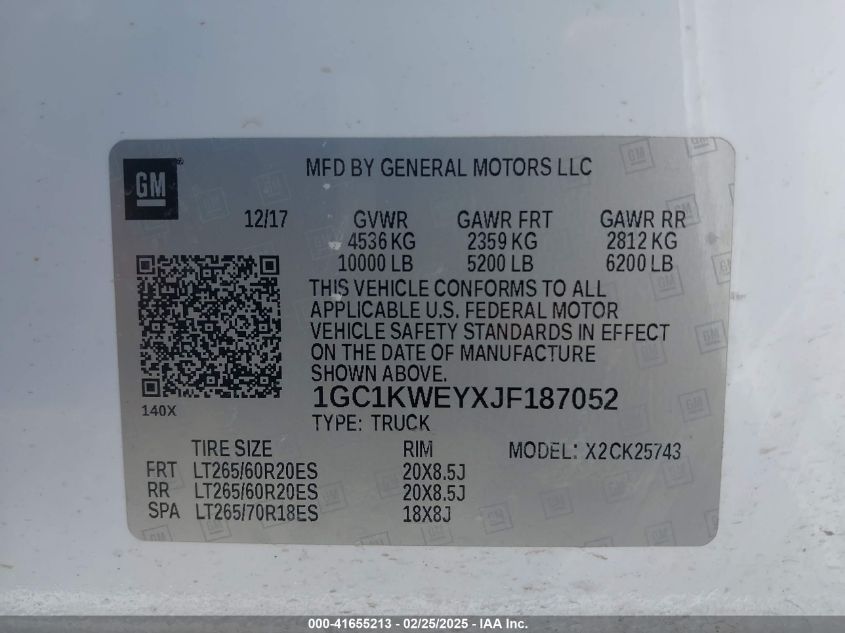 GM
MFD BY GENERAL MOTORS LLC
12/17 GVWR GAWR FRT GAWR RR
4536 KG 2359 KG 2812 KG
10000 LB 5200 LB 6200 LB
THIS VEHICLE CONFORMS TO ALL
APPLICABLE U.S. FEDERAL MOTOR
VEHICLE SAFETY STANDARDS IN EFFECT
ON THE DATE OF MANUFACTURE
SHOWN ABOVE.
140X
1GC1KWEYXJF187052
TYPE: TRUCK
TIRE SIZE RIM MODEL: X2CK25743
FRT LT265/60R20ES 20X8.5J
RR LT265/60R20ES 20X8.5J
SPA LT265/70R18ES 18X8J
000-41655213 - 02/25/2025 - IAA Inc.